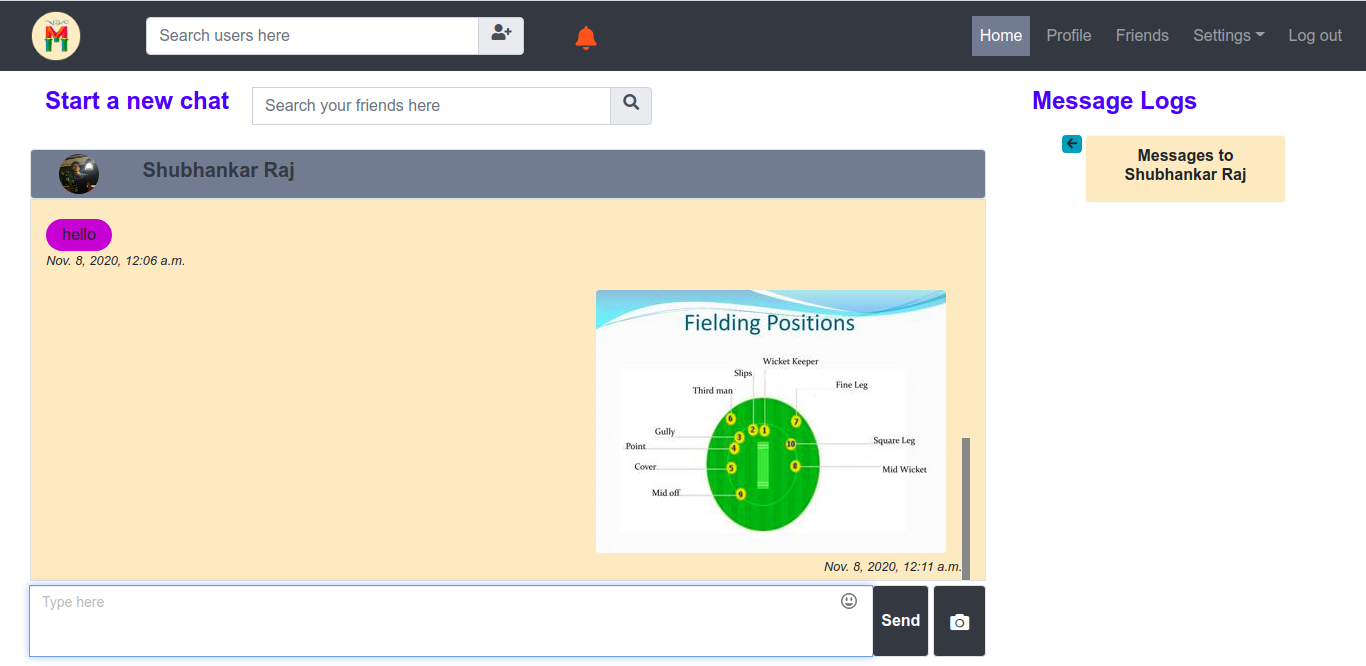 M
Search users here
Home
Profile
Friends
Settings
Log out
Start a new chat
Search your friends here
Message Logs
Shubhankar Raj
Messages to
Shubhankar Raj
hello
Nov. 8, 2020, 12:06 a.m.
Fielding Positions
Wicket Keeper
Slips
Fine Leg
Third man
6
7
2
1
Gully
3
Square Leg
10
Point
4
Cover
5
8
Mid Wicket
Mid off
9
Nov. 8, 2020, 12:11 a.m.
Type here
Send